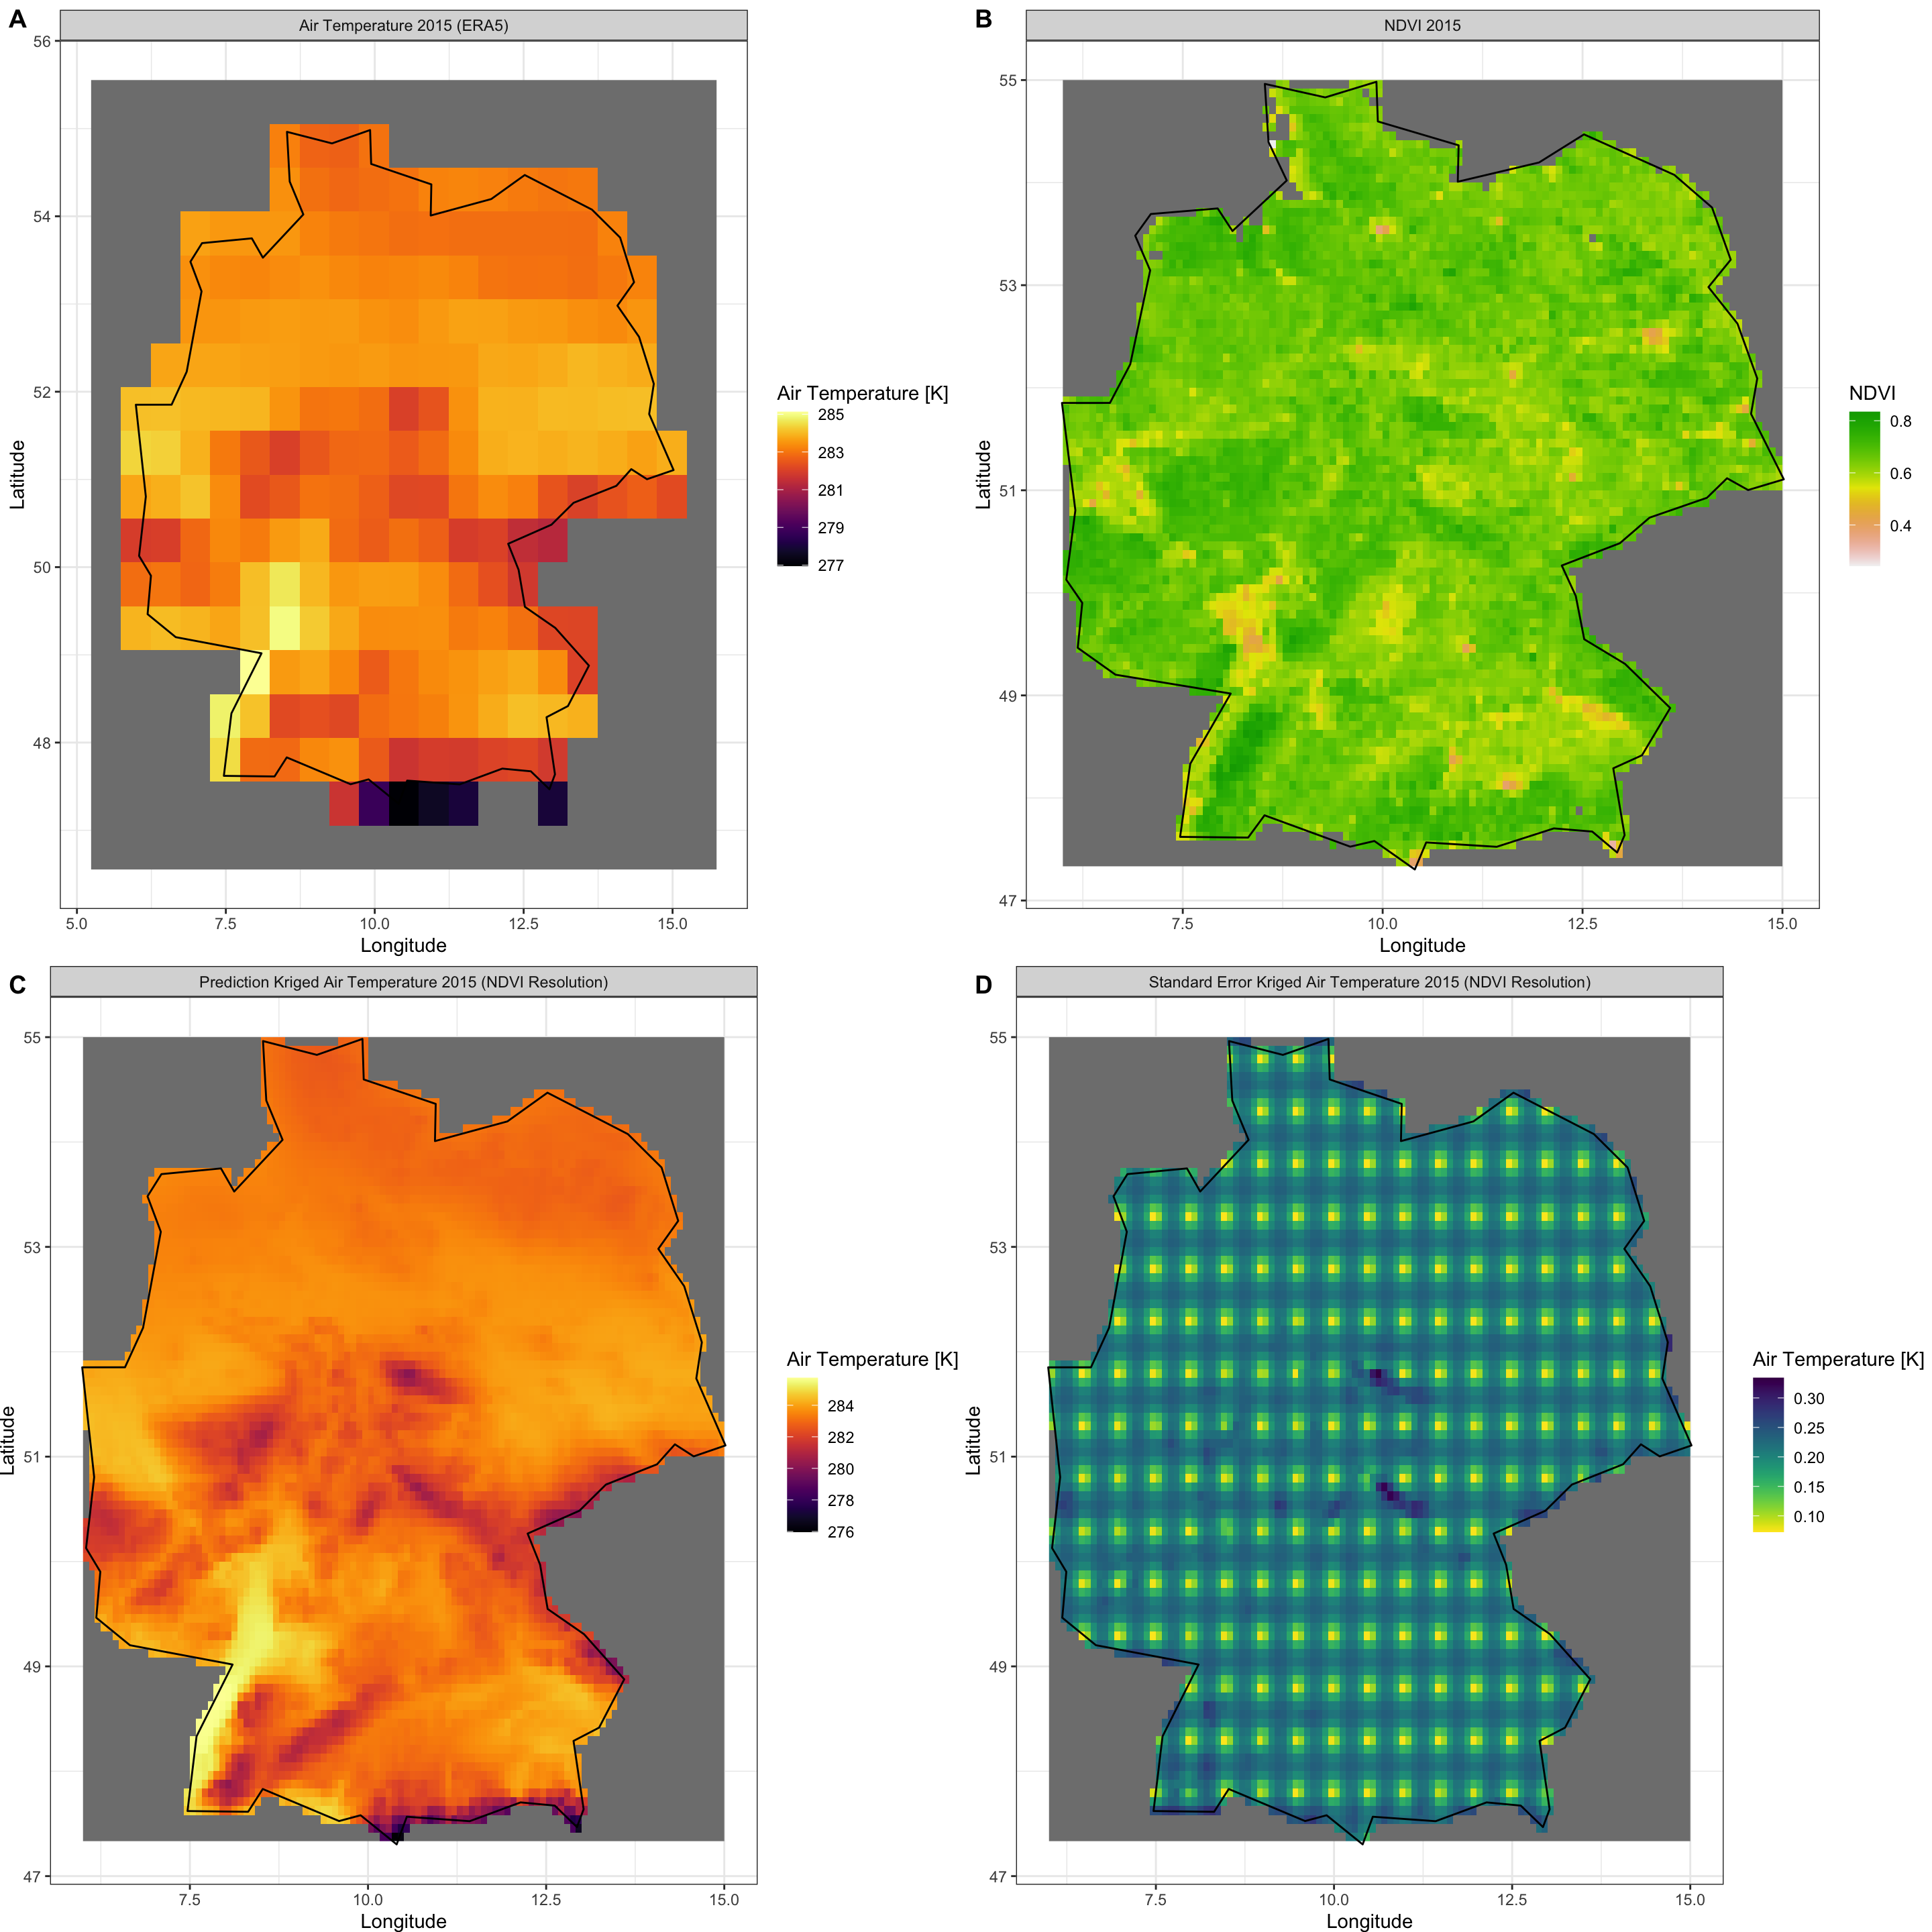 A
Air Temperature 2015 (ERA5)
56
54
52
50
48
Latitude
5.0 7.5 10.0 12.5 15.0
Longitude
Air Temperature [K]
285
283
281
279
277
B
NDVI 2015
55
53
51
49
47
Latitude
7.5 10.0 12.5 15.0
Longitude
NDVI
0.8
0.6
0.4
C
Prediction Kriged Air Temperature 2015 (NDVI Resolution)
55
53
51
49
47
Latitude
7.5 10.0 12.5 15.0
Longitude
Air Temperature [K]
284
282
280
278
276
D
Standard Error Kriged Air Temperature 2015 (NDVI Resolution)
55
53
51
49
47
Latitude
7.5 10.0 12.5 15.0
Longitude
Air Temperature [K]
0.30
0.25
0.20
0.15
0.10